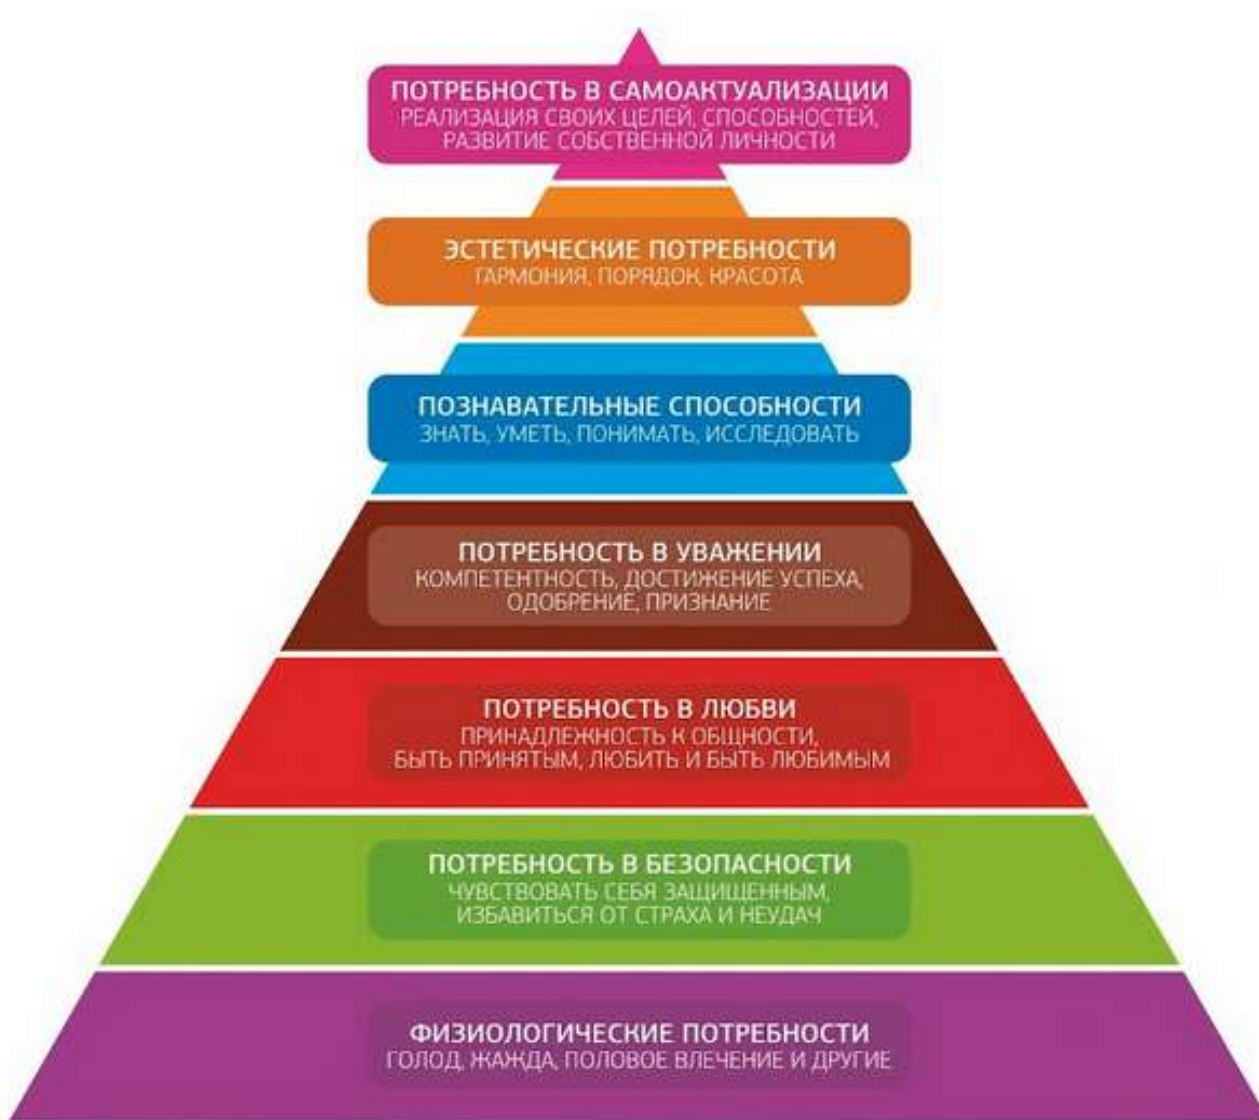 ПОТРЕБНОСТЬ В САМОАКТУАЛИЗАЦИИ
РЕАЛИЗАЦИЯ СВОИХ ЦЕЛЕЙ, СПОСОБНОСТЕЙ,
РАЗВИТИЕ СОБСТВЕННОЙ ЛИЧНОСТИ
ЭСТЕТИЧЕСКИЕ ПОТРЕБНОСТИ
ГАРМОНИЯ, ПОРЯДОК, КРАСОТА
ПОЗНАВАТЕЛЬНЫЕ СПОСОБНОСТИ
ЗНАТЬ, УМЕТЬ, ПОНИМАТЬ, ИССЛЕДОВАТЬ
ПОТРЕБНОСТЬ В УВАЖЕНИИ
КОМПЕТЕНТНОСТЬ, ДОСТИЖЕНИЕ УСПЕХА,
ОДОБРЕНИЕ, ПРИЗНАНИЕ
ПОТРЕБНОСТЬ В ЛЮБВИ
ПРИНАДЛЕЖНОСТЬ К ОБЩНОСТИ,
БЫТЬ ПРИНЯТЫМ, ЛЮБИТЬ И БЫТЬ ЛЮБИМЫМ
ПОТРЕБНОСТЬ В БЕЗОПАСНОСТИ
ЧУВСТВОВАТЬ СЕБЯ ЗАЩИЩЕННЫМ,
ИЗБАВИТЬСЯ ОТ СТРАХА И НЕУДАЧ
ФИЗИОЛОГИЧЕСКИЕ ПОТРЕБНОСТИ
ГОЛОД, ЖАЖДА, ПОЛОВОЕ ВЛЕЧЕНИЕ И ДРУГИЕ